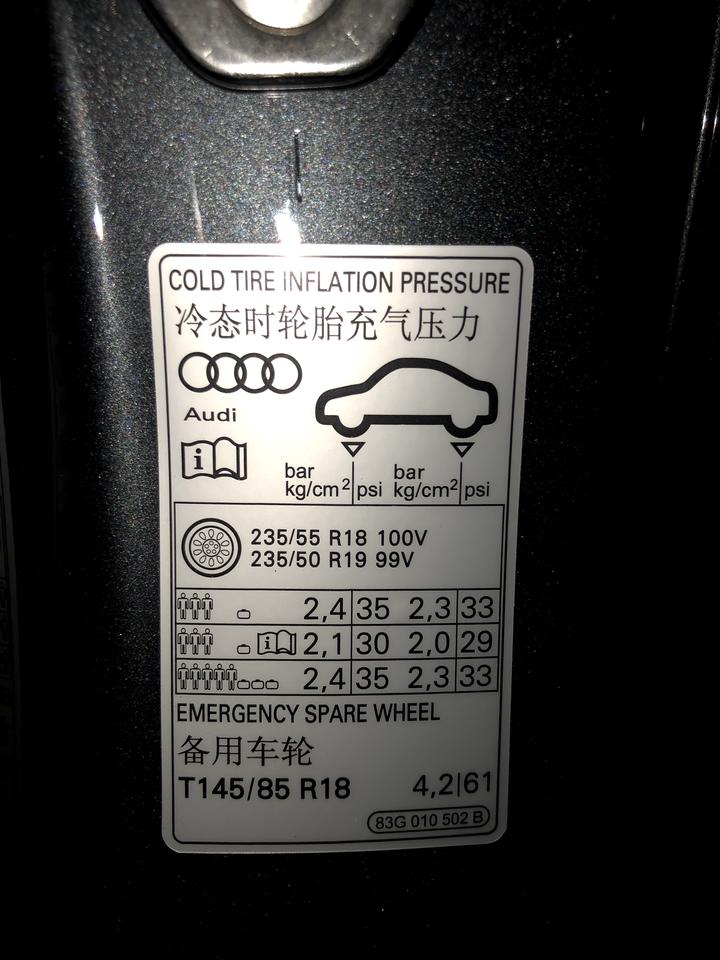 COLD TIRE INFLATION PRESSURE
冷态时轮胎充气压力
Audi
i
bar bar
kg/cm² psi kg/cm² psi
235/55 R18 100V
235/50 R19 99V
2,4 35 2,3 33
i 2,1 30 2,0 29
2,4 35 2,3 33
EMERGENCY SPARE WHEEL
备用车轮
T145/85 R18 4,2|61
83G 010 502 B